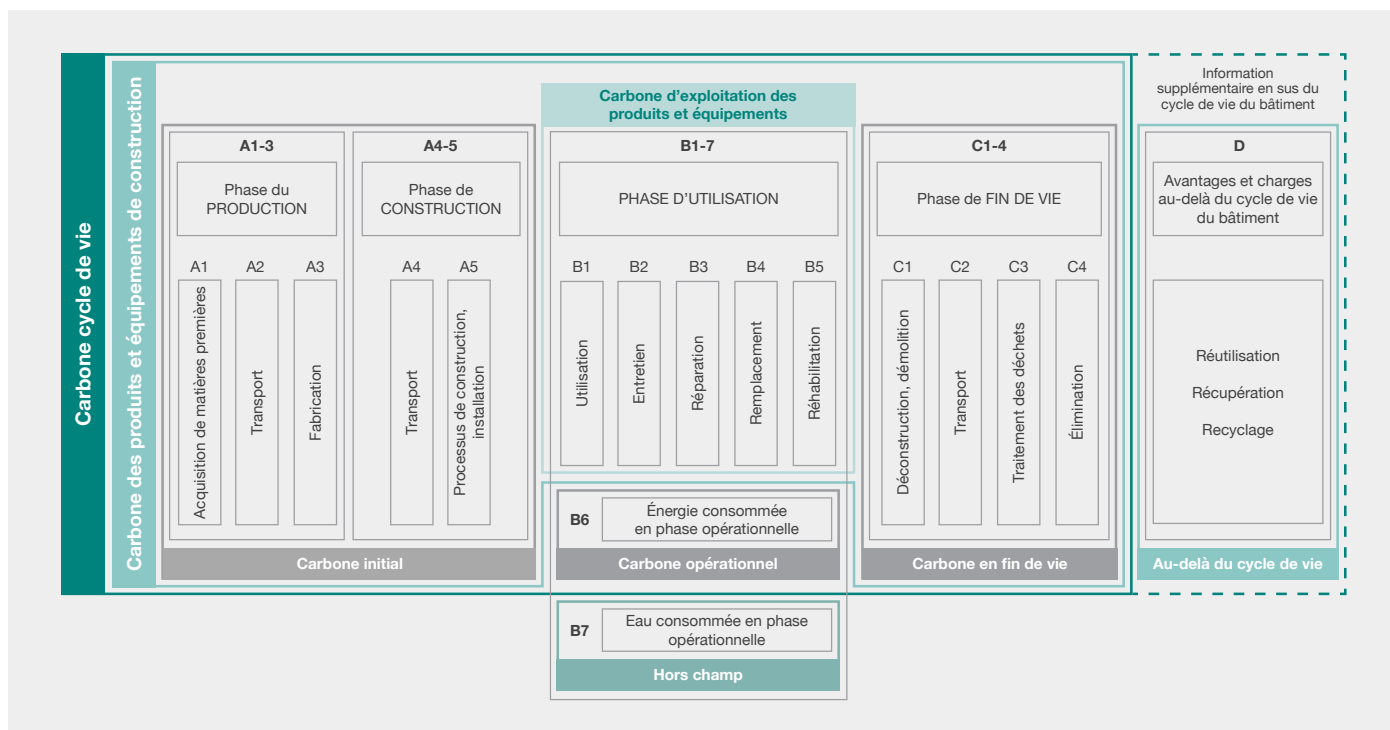 Carbone cycle de vie
Carbone des produits et équipements de construction
Carbone d'exploitation des
produits et équipements
Information
supplémentaire en sus du
cycle de vie du bâtiment
A1-3
Phase du
PRODUCTION
A1
Acquisition de matières premières
A2
Transport
A3
Fabrication
A4-5
Phase de
CONSTRUCTION
A4
Transport
A5
Processus de construction,
installation
Carbone initial
B1-7
PHASE D'UTILISATION
B1
Utilisation
B2
Entretien
B3
Réparation
B4
Remplacement
B5
Réhabilitation
B6
Énergie consommée
en phase opérationnelle
Carbone opérationnel
B7
Eau consommée en phase
opérationnelle
Hors champ
C1-4
Phase de FIN DE VIE
C1
Déconstruction, démolition
C2
Transport
C3
Traitement des déchets
C4
Élimination
Carbone en fin de vie
D
Avantages et charges
au-delà du cycle de vie
du bâtiment
Réutilisation
Récupération
Recyclage
Au-delà du cycle de vie